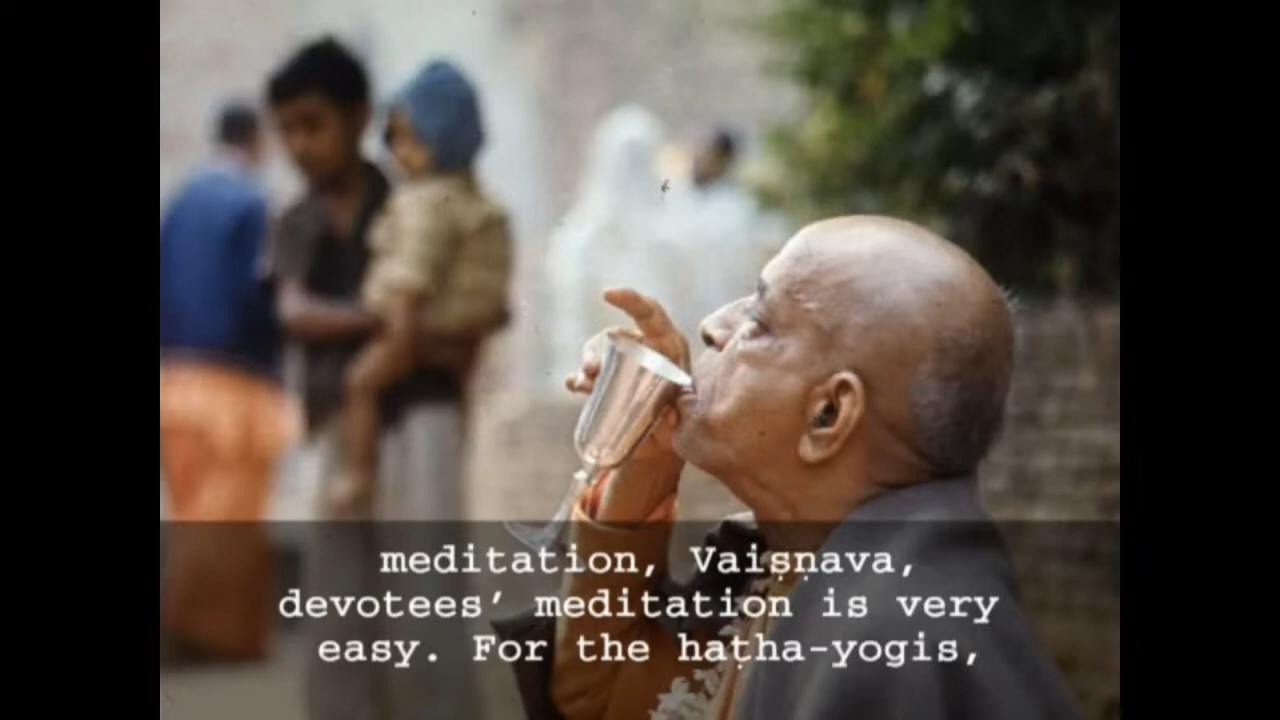 meditation, Vaiṣṇava,
devotees’ meditation is very
easy. For the haṭha-yogis,